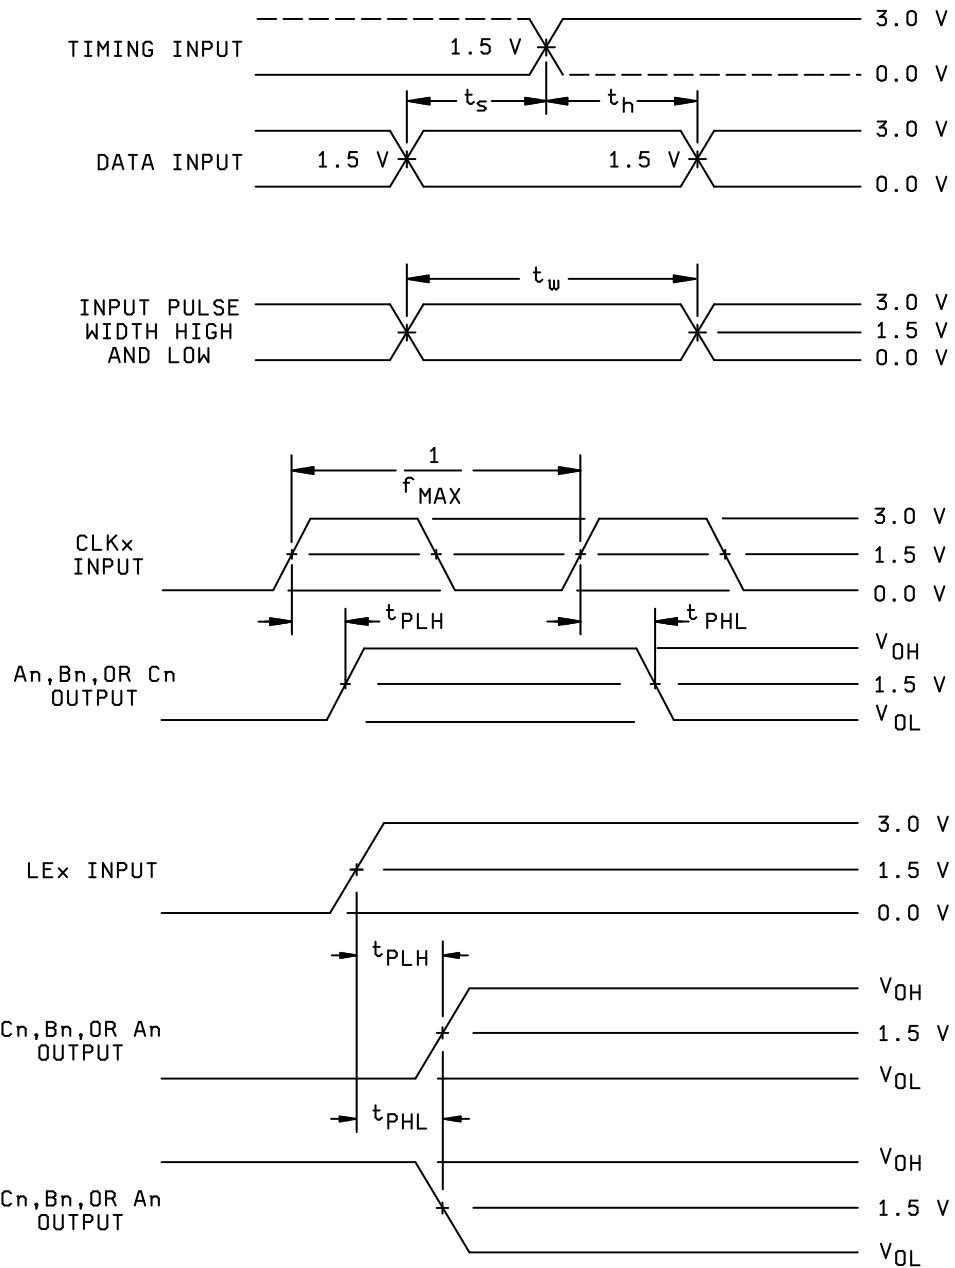 3.0 V
TIMING INPUT
1.5 V
0.0 V
ts
th
3.0 V
DATA INPUT
1.5 V
1.5 V
0.0 V
tw
INPUT PULSE
WIDTH HIGH
AND LOW
3.0 V
1.5 V
0.0 V
1
fMAX
CLKx
INPUT
3.0 V
1.5 V
0.0 V
tPLH
tPHL
An,Bn,OR Cn
OUTPUT
VOH
1.5 V
VOL
3.0 V
LEx INPUT
1.5 V
0.0 V
tPLH
VOH
Cn,Bn,OR An
OUTPUT
1.5 V
VOL
tPHL
VOH
Cn,Bn,OR An
OUTPUT
1.5 V
VOL